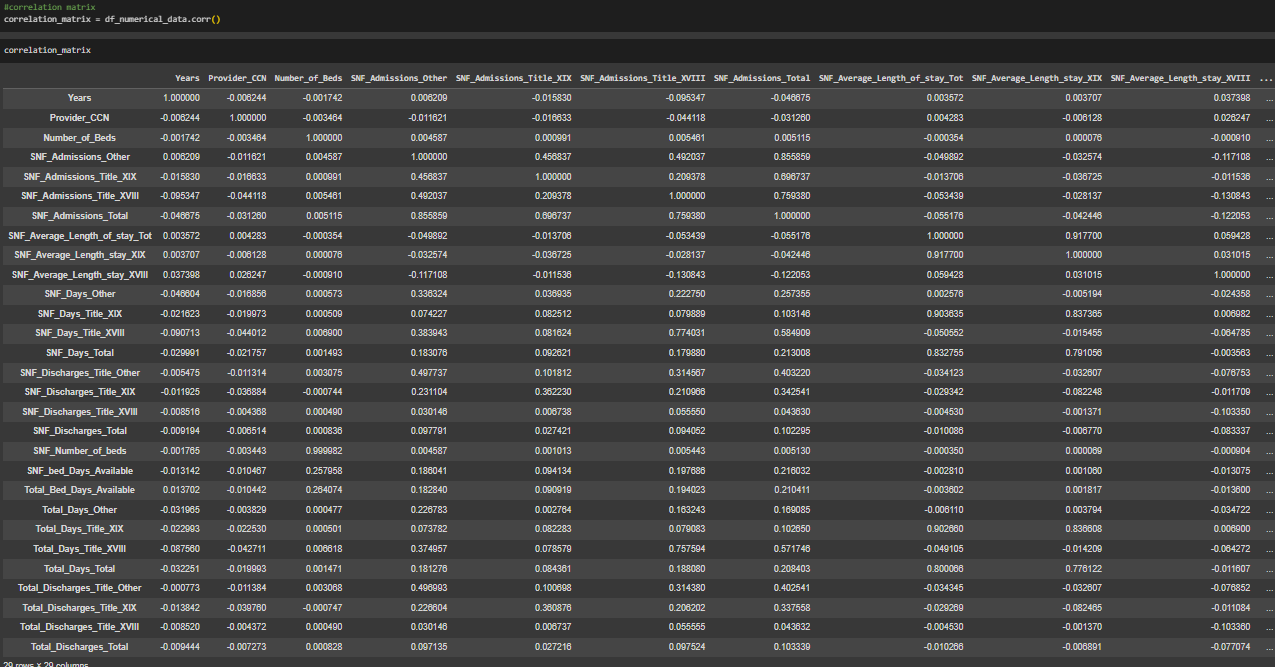 #correlation matrix
correlation_matrix = df_numerical_data.corr()
correlation_matrix
Years Provider_CCN Number_of_Beds SNF_Admissions_Other SNF_Admissions_Title_XIX SNF_Admissions_Title_XVIII SNF_Admissions_Total SNF_Average_Length_of_stay_Tot SNF_Average_Length_stay_XIX SNF_Average_Length_stay_XVIII ...
Years 1.000000 -0.006244 -0.001742 0.006209 -0.015830 -0.095347 -0.046675 0.003572 0.003707 0.037398 ...
Provider_CCN -0.006244 1.000000 -0.003464 -0.011621 -0.016633 -0.044118 -0.031260 0.004283 -0.006128 0.026247 ...
Number_of_Beds -0.001742 -0.003464 1.000000 0.004587 0.000991 0.005461 0.005115 -0.000354 0.000076 -0.000910 ...
SNF_Admissions_Other 0.006209 -0.011621 0.004587 1.000000 0.456837 0.492037 0.855859 -0.049892 -0.032574 -0.117108 ...
SNF_Admissions_Title_XIX -0.015830 -0.016633 0.000991 0.456837 1.000000 0.209378 0.696737 -0.013706 -0.036725 -0.011536 ...
SNF_Admissions_Title_XVIII -0.095347 -0.044118 0.005461 0.492037 0.209378 1.000000 0.759380 -0.053439 -0.028137 -0.130843 ...
SNF_Admissions_Total -0.046675 -0.031260 0.005115 0.855859 0.696737 0.759380 1.000000 -0.055176 -0.042446 -0.122053 ...
SNF_Average_Length_of_stay_Tot 0.003572 0.004283 -0.000354 -0.049892 -0.013706 -0.053439 -0.055176 1.000000 0.917700 0.059428 ...
SNF_Average_Length_stay_XIX 0.003707 -0.006128 0.000076 -0.032574 -0.036725 -0.028137 -0.042446 0.917700 1.000000 0.031015 ...
SNF_Average_Length_stay_XVIII 0.037398 0.026247 -0.000910 -0.117108 -0.011536 -0.130843 -0.122053 0.059428 0.031015 1.000000 ...
SNF_Days_Other -0.046604 -0.016856 0.000573 0.336324 0.036935 0.222750 0.257355 0.002576 -0.005194 -0.024358 ...
SNF_Days_Title_XIX -0.021623 -0.019973 0.000509 0.074227 0.082512 0.079889 0.103146 0.903635 0.837365 0.006982 ...
SNF_Days_Title_XVIII -0.090713 -0.044012 0.006900 0.383943 0.081624 0.774031 0.584909 -0.050552 -0.015455 -0.064785 ...
SNF_Days_Total -0.029991 -0.021757 0.001493 0.183076 0.092621 0.179880 0.213008 0.832755 0.791056 -0.003563 ...
SNF_Discharges_Title_Other -0.005475 -0.011314 0.003075 0.497737 0.101812 0.314567 0.403220 -0.034123 -0.032607 -0.076753 ...
SNF_Discharges_Title_XIX -0.011925 -0.036884 -0.000744 0.231104 0.362230 0.210966 0.342541 -0.029342 -0.082248 -0.011709 ...
SNF_Discharges_Title_XVIII -0.008516 -0.004368 0.000490 0.030146 0.006738 0.055550 0.043630 -0.004530 -0.001371 -0.103350 ...
SNF_Discharges_Total -0.009194 -0.006514 0.000836 0.097791 0.027421 0.094052 0.102295 -0.010086 -0.006770 -0.083337 ...
SNF_Number_of_beds -0.001765 -0.003443 0.999982 0.004587 0.001013 0.005443 0.005130 -0.000350 0.000069 -0.000904 ...
SNF_bed_Days_Available -0.013142 -0.010467 0.257958 0.186041 0.094134 0.197686 0.216032 -0.002810 0.001060 -0.013075 ...
Total_Bed_Days_Available 0.013702 -0.010442 0.264074 0.182840 0.090919 0.194023 0.210411 -0.003602 0.001817 -0.013600 ...
Total_Days_Other -0.031965 -0.003829 0.000477 0.226783 0.002764 0.163243 0.169085 -0.006110 0.003794 -0.034722 ...
Total_Days_Title_XIX -0.022993 -0.022530 0.000501 0.073782 0.082283 0.079083 0.102650 0.902660 0.836608 0.006900 ...
Total_Days_Title_XVIII -0.087560 -0.042711 0.006618 0.374957 0.078579 0.757594 0.571746 -0.049105 -0.014209 -0.064272 ...
Total_Days_Total -0.032251 -0.019993 0.001471 0.181276 0.084361 0.188080 0.208403 0.800066 0.776122 -0.011607 ...
Total_Discharges_Title_Other -0.000773 -0.011384 0.003068 0.496993 0.100698 0.314380 0.402541 -0.034345 -0.032607 -0.076852 ...
Total_Discharges_Title_XIX -0.013842 -0.039760 -0.000747 0.226604 0.360876 0.206202 0.337558 -0.029269 -0.082465 -0.011084 ...
Total_Discharges_Title_XVIII -0.008520 -0.004372 0.000490 0.030146 0.006737 0.055555 0.043632 -0.004530 -0.001370 -0.103360 ...
Total_Discharges_Total -0.009444 -0.007273 0.000828 0.097135 0.027216 0.097524 0.103339 -0.010266 -0.006891 -0.077074 ...
29 rows × 29 columns